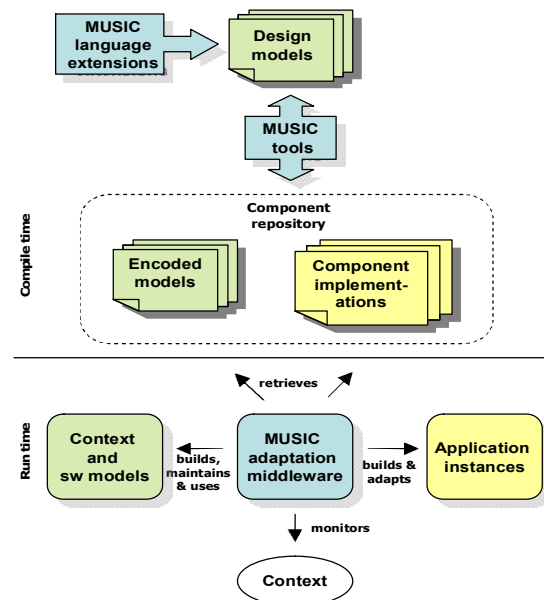 MUSIC
language
extensions
Design
models
MUSIC
tools
Compile time
Component
repository
Encoded
models
Component
implement-
ations
retrieves
Run time
Context
and
sw models
builds,
maintains
& uses
MUSIC
adaptation
middleware
builds &
adapts
Application
instances
monitors
Context